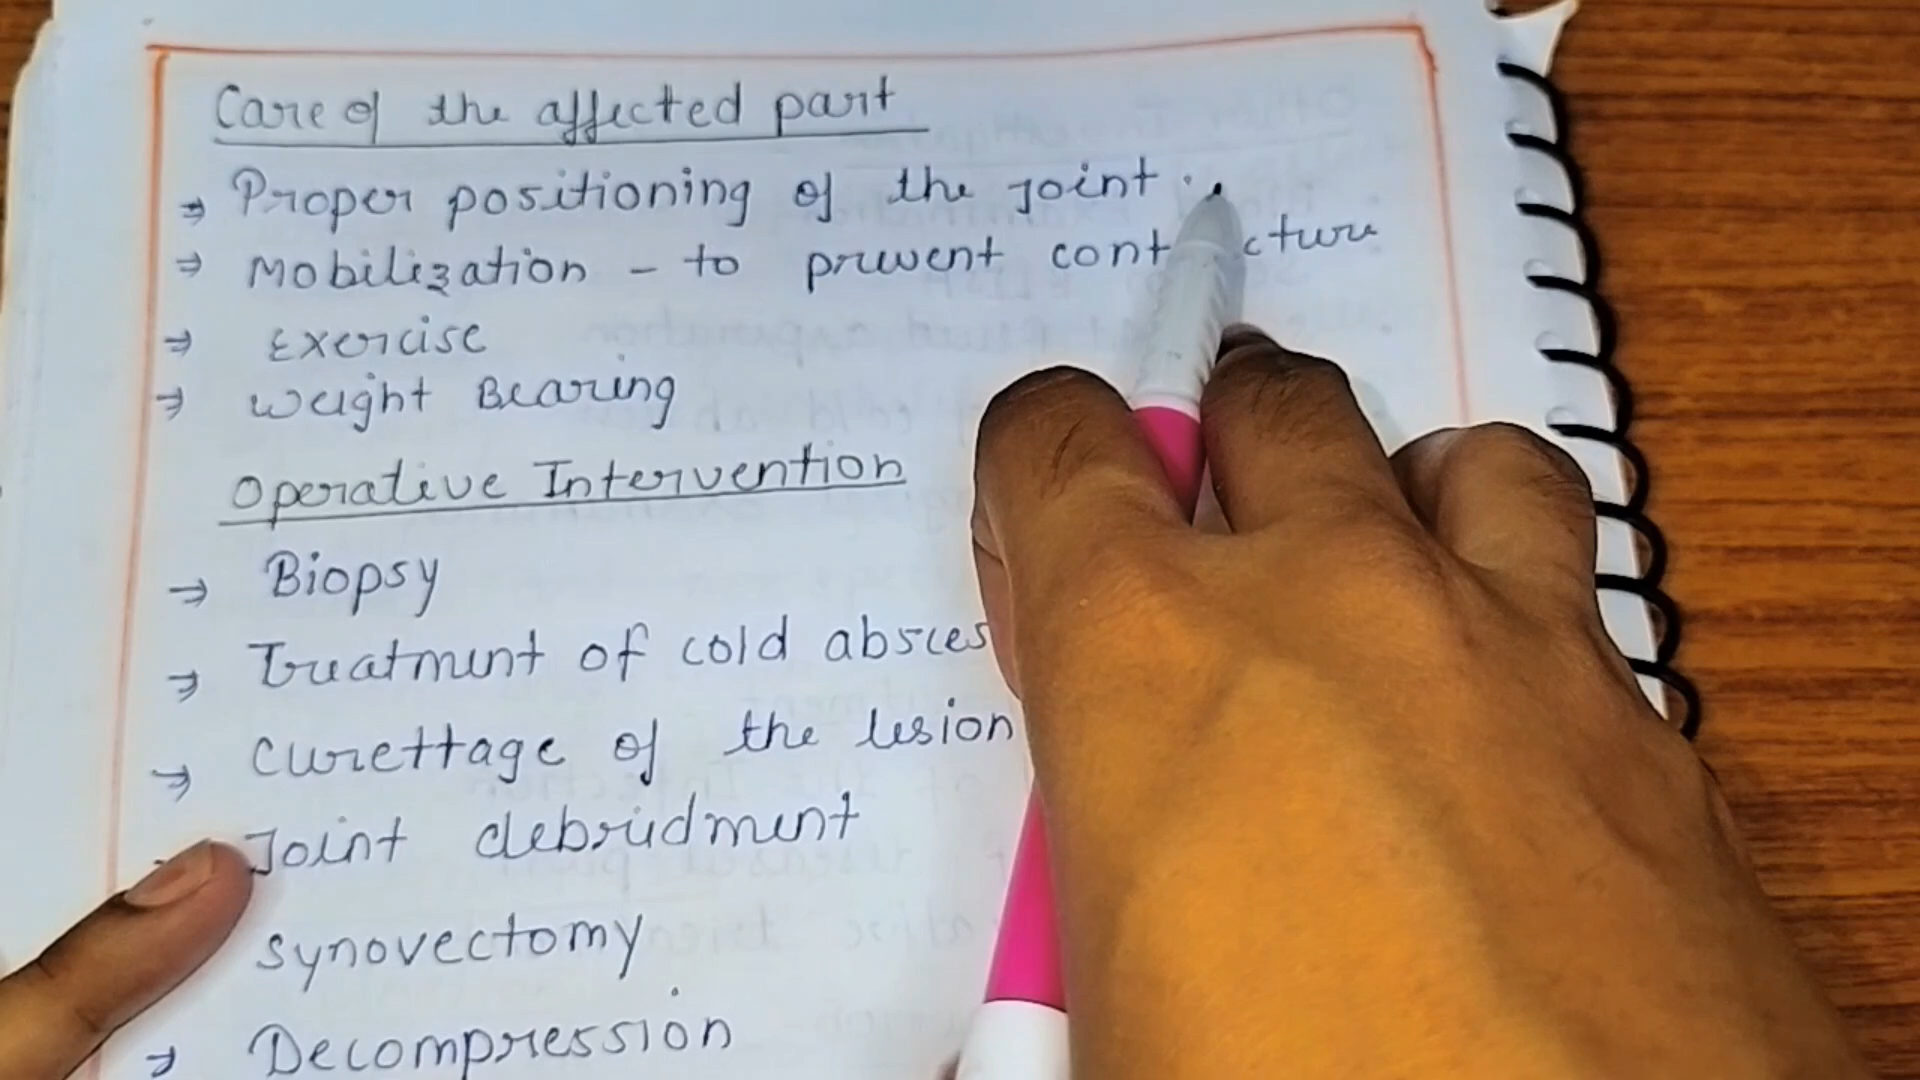 Care of the affected part
→ Proper positioning of the Joint.
→ Mobilization - to prevent
→ Exercise
→ Weight Bearing
Operative Intervention
→ Biopsy
→ Treatment of cold absces
→ Curettage of the lesion
Joint debridment
Synovectomy
→ Decompression